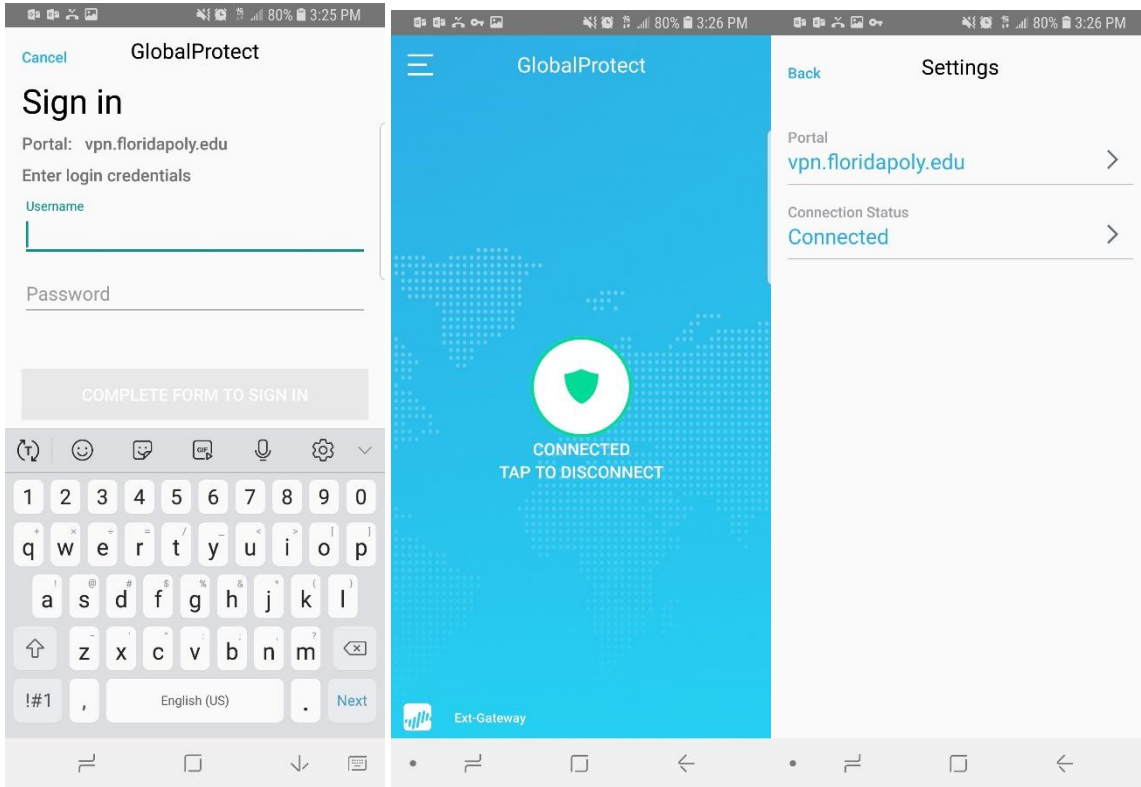 80% 3:25 PM
Cancel GlobalProtect
Sign in
Portal: vpn.floridapoly.edu
Enter login credentials
Username
Password
COMPLETE FORM TO SIGN IN
GIF
1 2 3 4 5 6 7 8 9 0
+ × ÷ = / _ < > [ ]
q w e r t y u i o p
! @ # $ % & * ( )
a s d f g h j k l
- ' " : ; , ?
z x c v b n m
!#1 , English (US) . Next
80% 3:26 PM
GlobalProtect
CONNECTED
TAP TO DISCONNECT
Ext-Gateway
80% 3:26 PM
Back Settings
Portal
vpn.floridapoly.edu
Connection Status
Connected